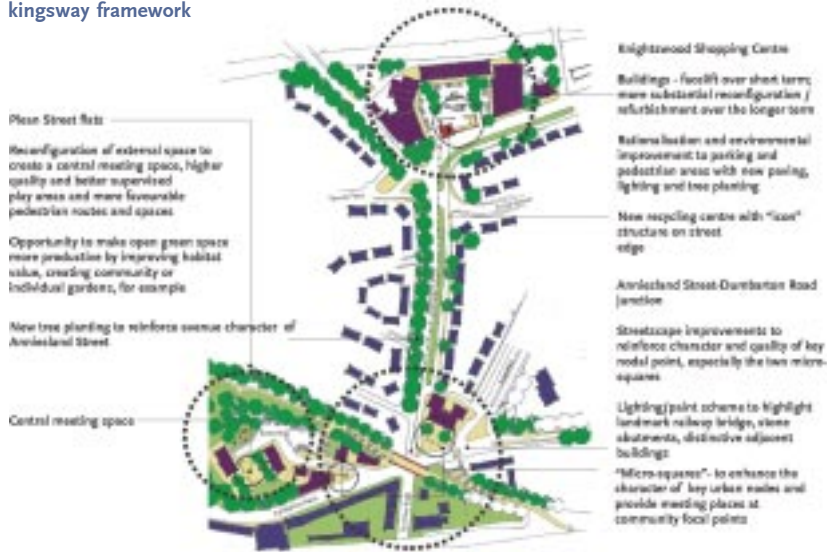 kingsway framework
Plean Street flats
Reconfiguration of external space to
create a central meeting space, higher
quality and better supervised
play areas and more favourable
pedestrian routes and spaces
Opportunity to make open green space
more production by improving habitat
value, creating community or
individual gardens, for example
New tree planting to reinforce avenue character of
Anniesland Street
Central meeting space
Knightswood Shopping Centre
Buildings - facelift over short term;
more substantial reconfiguration /
refurbishment over the longer term
Rationalisation and environmental
improvement to parking and
pedestrian areas with new paving,
lighting and tree planting
New recycling centre with "icon"
structure on street
edge
Anniesland Street-Dumbarton Road
Junction
Streetscape improvements to
reinforce character and quality of key
nodal point, especially the two micro-
squares
Lighting/paint scheme to highlight
landmark railway bridge, stone
abutments, distinctive adjacent
buildings
"Micro-squares"- to enhance the
character of key urban nodes and
provide meeting places at
community focal points